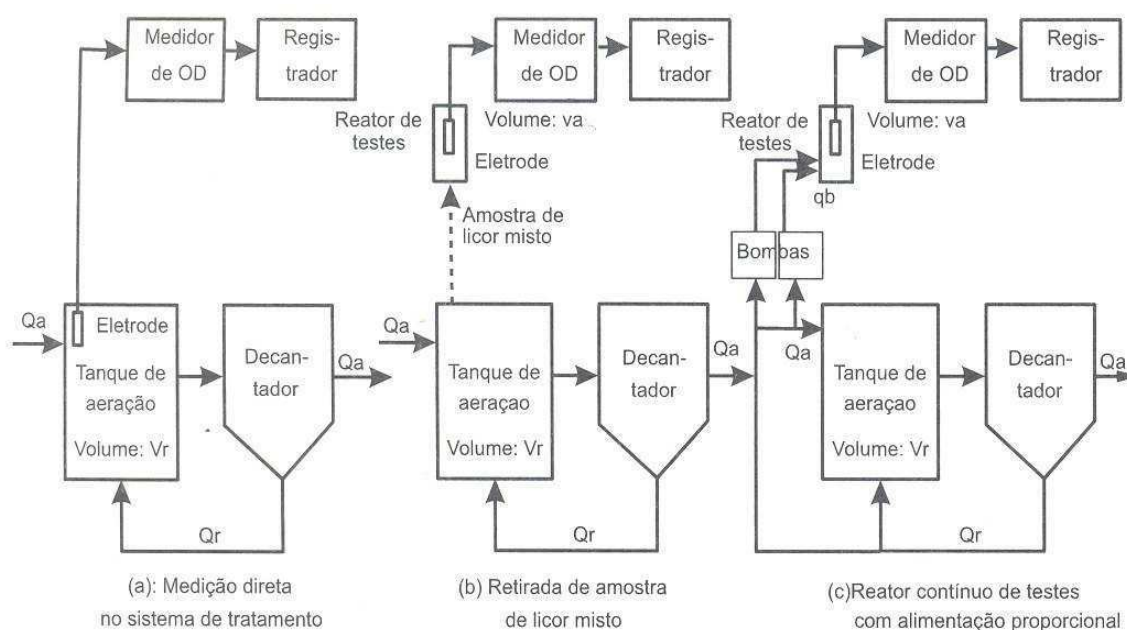 Medidor
de OD
Regis-
trador
Qa
Eletrode
Tanque de
aeração
Volume: Vr
Decan-
tador
Qa
Qr
(a): Medição direta
no sistema de tratamento
Medidor
de OD
Regis-
trador
Reator de
testes
Volume: va
Eletrode
Amostra de
licor misto
Qa
Tanque de
aeraçao
Volume: Vr
Decan-
tador
Qa
Qr
(b) Retirada de amostra
de licor misto
Medidor
de OD
Regis-
trador
Reator de
testes
Volume: va
Eletrode
qb
Bombas
Qa
Tanque de
aeraçao
Volume: Vr
Decan-
tador
Qa
Qr
(c)Reator contínuo de testes
com alimentação proporcional